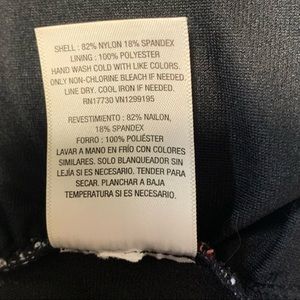 SHELL : 82% NYLON 18% SPANDEX
LINING : 100% POLYESTER
HAND WASH COLD WITH LIKE COLORS.
ONLY NON-CHLORINE BLEACH IF NEEDED.
LINE DRY. COOL IRON IF NEEDED.
RN17730 VN1299195
REVESTIMIENTO : 82% NAILON,
18% SPANDEX
FORRO : 100% POLIESTER
LAVAR A MANO EN FRÍO CON COLORES
SIMILARES. SOLO BLANQUEADOR SIN
LEJÍA SI ES NECESARIO. TENDER PARA
SECAR. PLANCHAR A BAJA
TEMPERATURA SI ES NECESARIO.